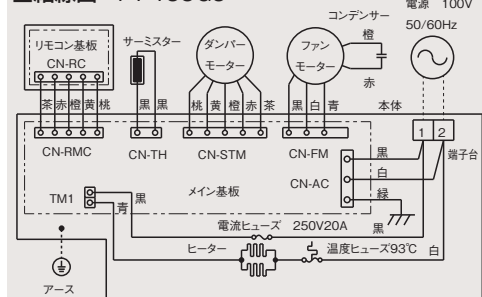 電源 100V
50/60Hz
コンデンサー
橙
赤
リモコン基板
CN-RC
サーミスター
ダンパー
モーター
ファン
モーター
茶 赤 橙 黄 桃
黒 黒
桃 黄 橙 赤 茶
黒 白 青
本体
1 2
端子台
CN-RMC
CN-TH
CN-STM
CN-FM
CN-AC
黒
白
緑
メイン基板
TM1
黒
青
電流ヒューズ 250V20A
黒
ヒーター
温度ヒューズ93℃
白
アース